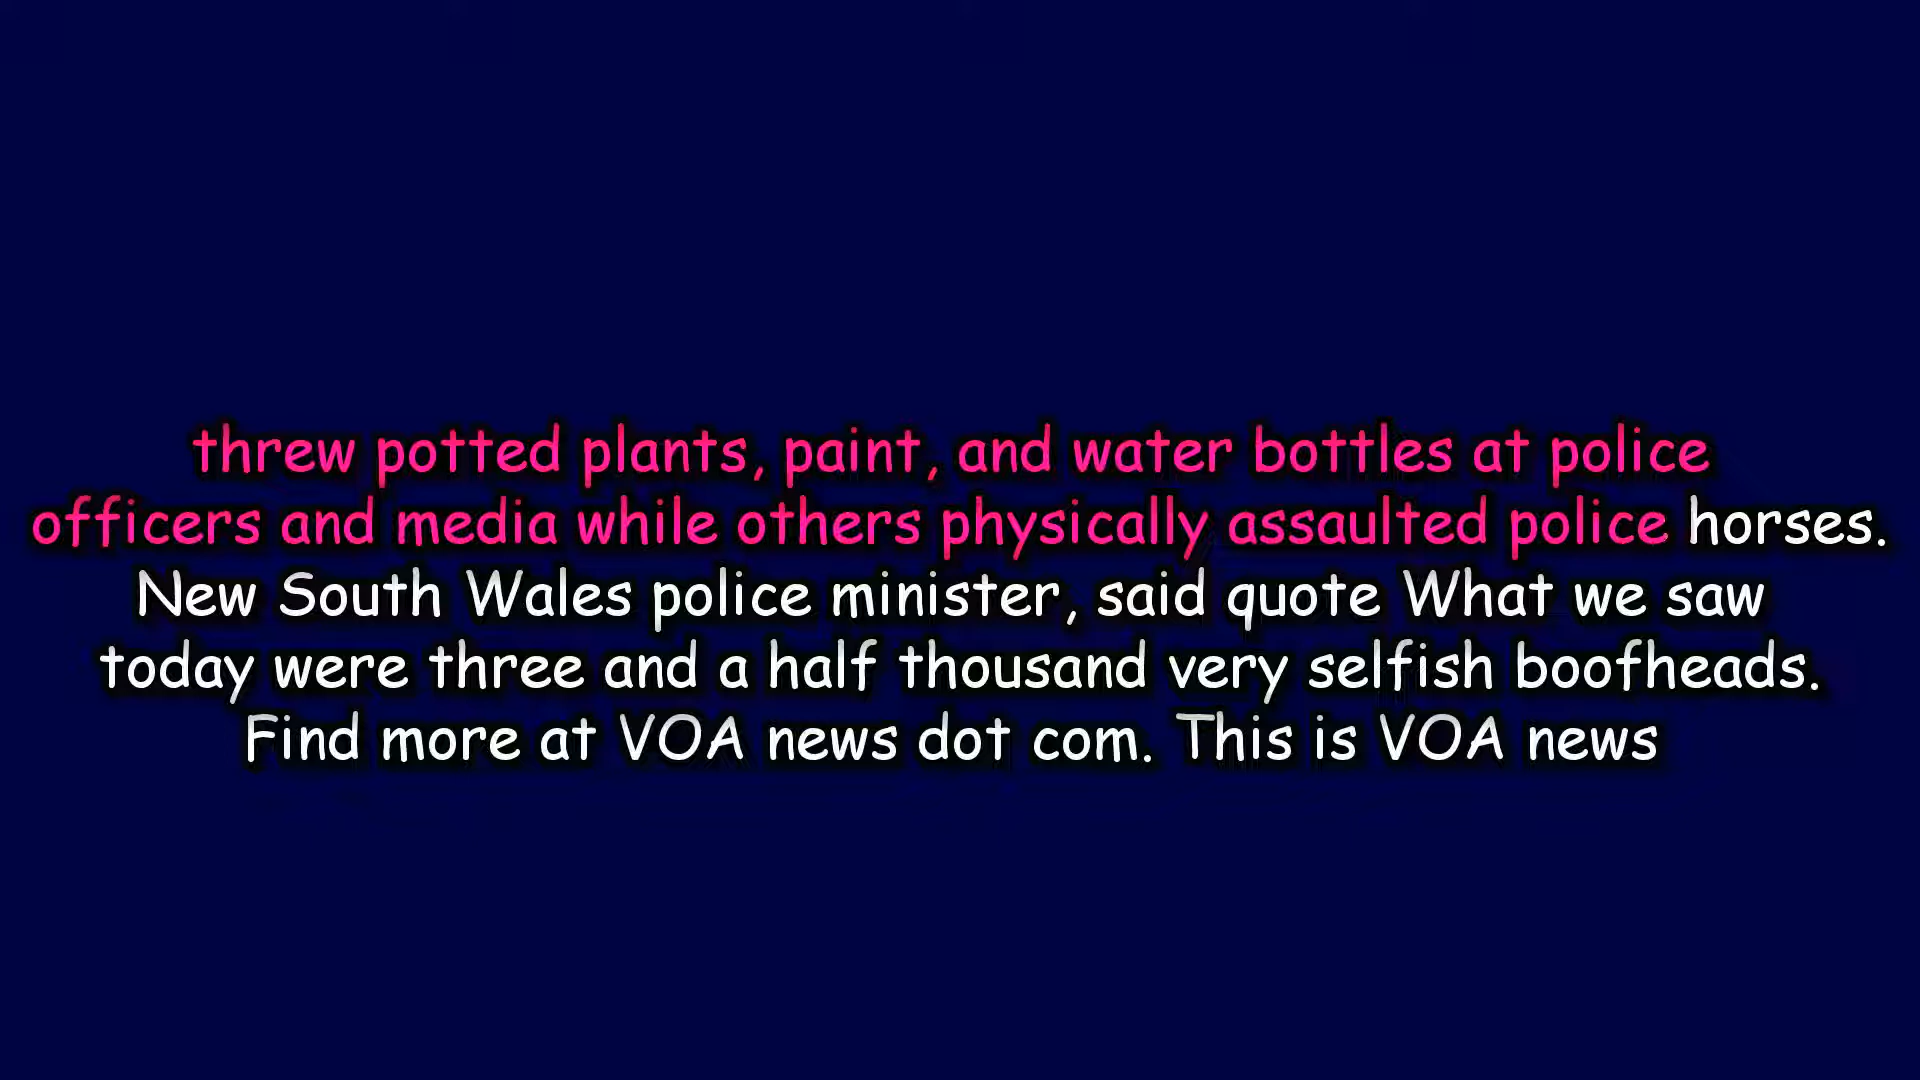 threw potted plants, paint, and water bottles at police
officers and media while others physically assaulted police horses.
New South Wales police minister, said quote What we saw
today were three and a half thousand very selfish boofheads.
Find more at VOA news dot com. This is VOA news